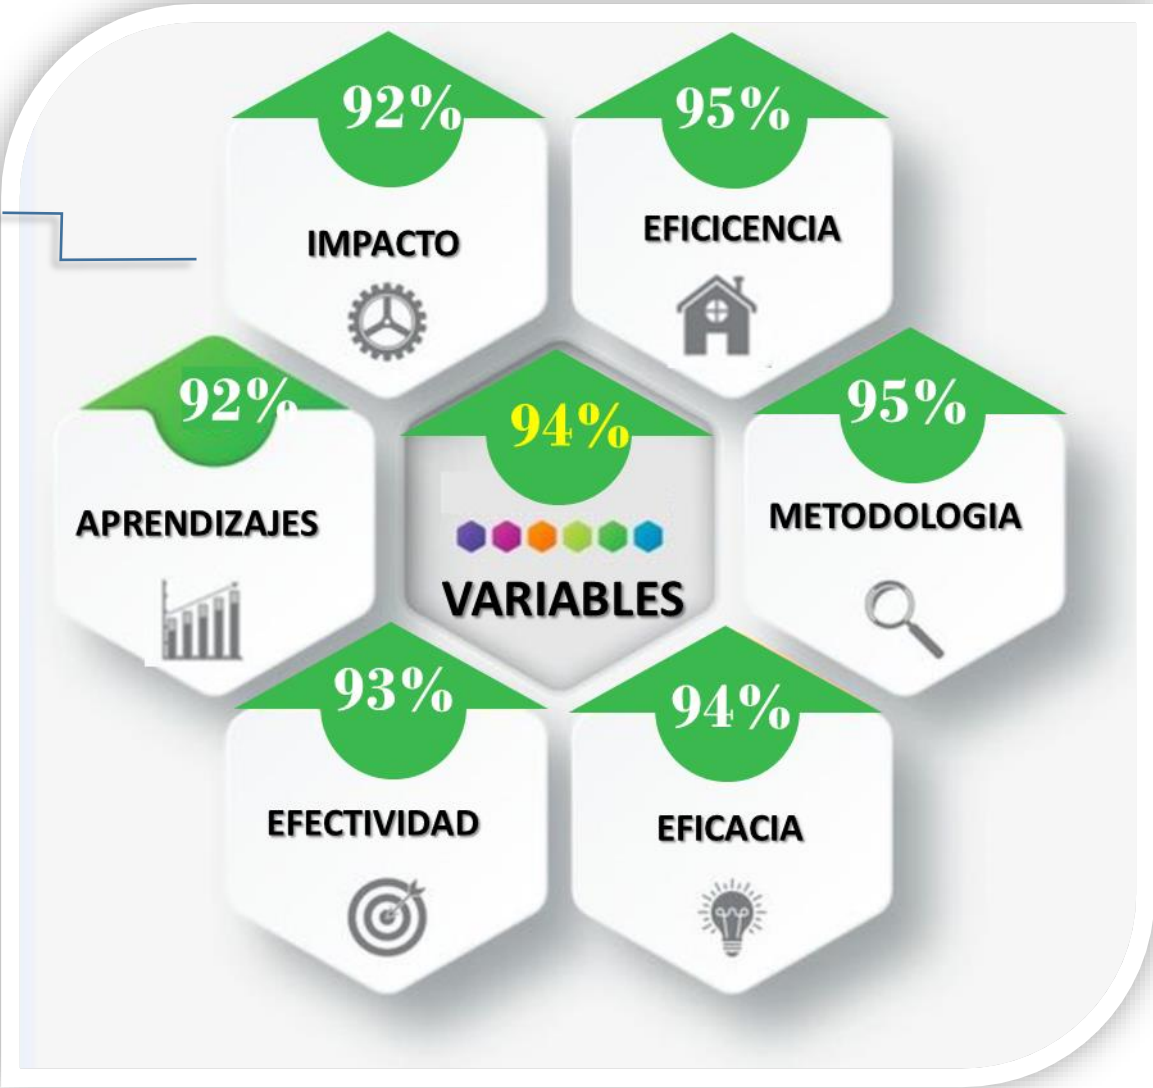 92%
IMPACTO
95%
EFICICENCIA
92%
APRENDIZAJES
94%
VARIABLES
95%
METODOLOGIA
93%
EFECTIVIDAD
94%
EFICACIA